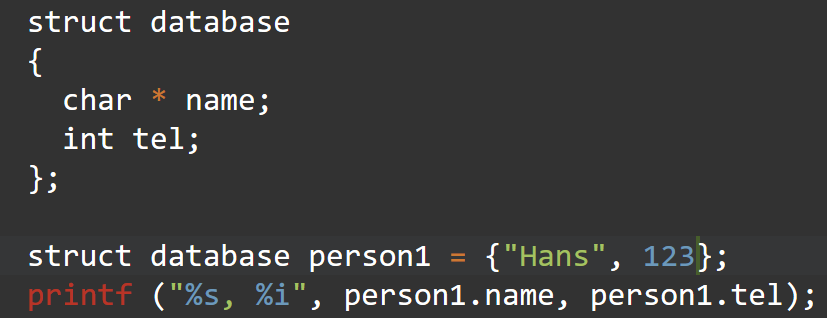 struct database
{
  char * name;
  int tel;
};
struct database person1 = {"Hans", 123};
printf ("%s, %i", person1.name, person1.tel);